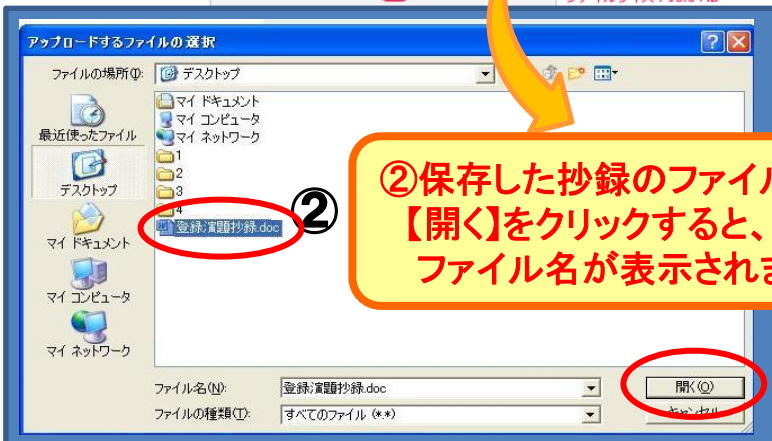 アップロードするファイルの選択
ファイルの場所(I):
デスクトップ
最近使ったファイル
デスクトップ
マイ ドキュメント
マイ コンピュータ
マイ ネットワーク
マイ ドキュメント
マイ コンピュータ
マイ ネットワーク
1
2
3
4
登録演題抄録.doc
②
②保存した抄録のファイル
【開く】をクリックすると、
ファイル名が表示されま
ファイル名(N):
登録演題抄録.doc
開く(O)
ファイルの種類(T):
すべてのファイル (*.*)
キャンセル